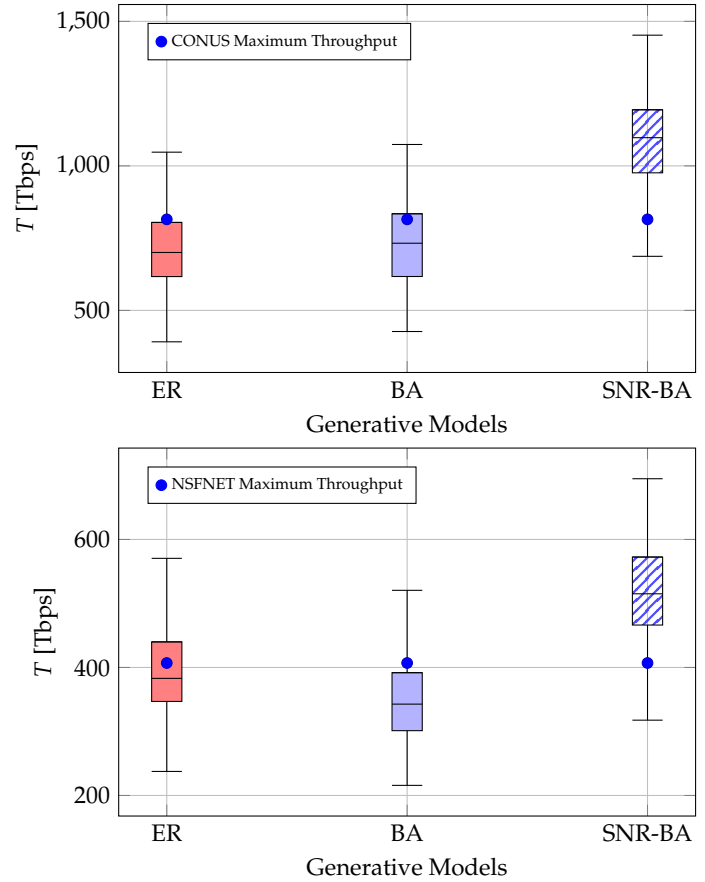 1,500
CONUS Maximum Throughput
1,000
T [Tbps]
500
ER BA SNR-BA
Generative Models
NSFNET Maximum Throughput
600
T [Tbps]
400
200
ER BA SNR-BA
Generative Models